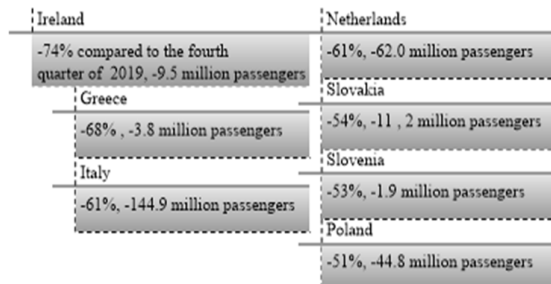 Ireland
-74% compared to the fourth
quarter of 2019, -9.5 million passengers
Greece
-68% , -3.8 million passengers
Italy
-61%, -144.9 million passengers
Netherlands
-61%, -62.0 million passengers
Slovakia
-54%, -11 , 2 million passengers
Slovenia
-53%, -1.9 million passengers
Poland
-51%, -44.8 million passengers